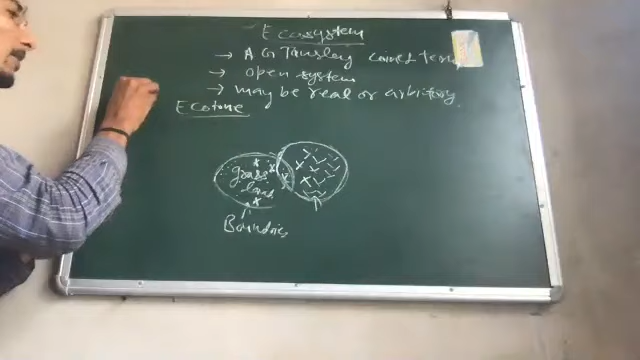 Ecosystem
→ A G Tansley coined term
→ open system
→ may be real or arbitrary.
Ecotone
grass
land
Boundries